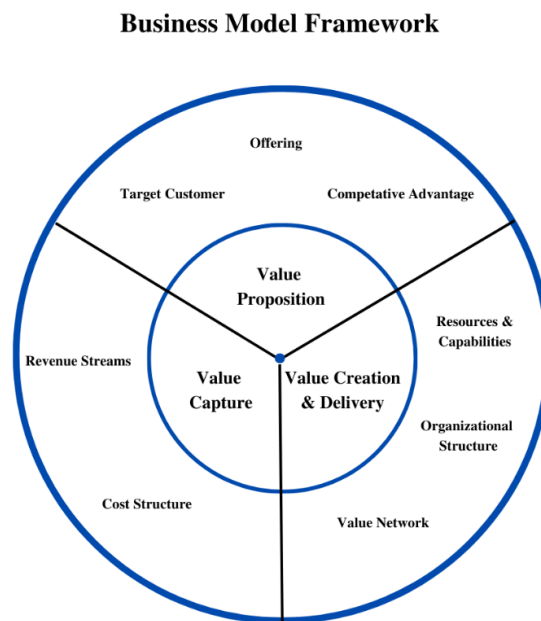 Business Model Framework
Offering
Target Customer
Competative Advantage
Value
Proposition
Resources &
Capabilities
Revenue Streams
Value
Capture
Value Creation
& Delivery
Organizational
Structure
Cost Structure
Value Network